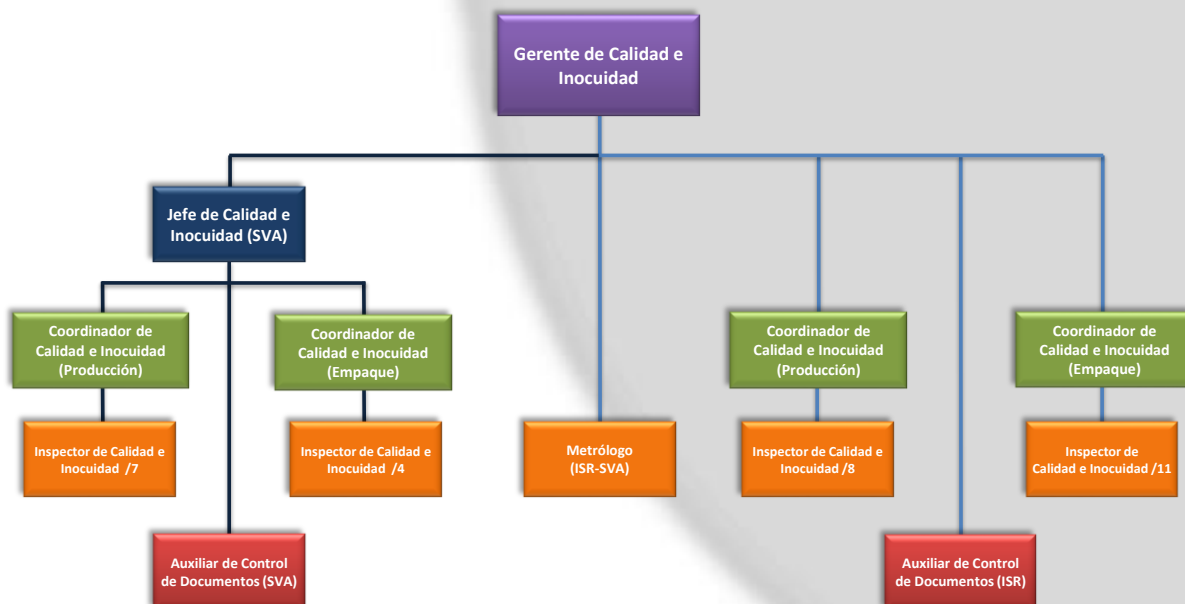 Gerente de Calidad e
Inocuidad
Jefe de Calidad e
Inocuidad (SVA)
Coordinador de
Calidad e Inocuidad
(Producción)
Coordinador de
Calidad e Inocuidad
(Empaque)
Coordinador de
Calidad e Inocuidad
(Producción)
Coordinador de
Calidad e Inocuidad
(Empaque)
Inspector de Calidad e
Inocuidad /7
Inspector de Calidad e
Inocuidad /4
Metrólogo
(ISR-SVA)
Inspector de Calidad e
Inocuidad /8
Inspector de
Calidad e Inocuidad /11
Auxiliar de Control
de Documentos (SVA)
Auxiliar de Control
de Documentos (ISR)